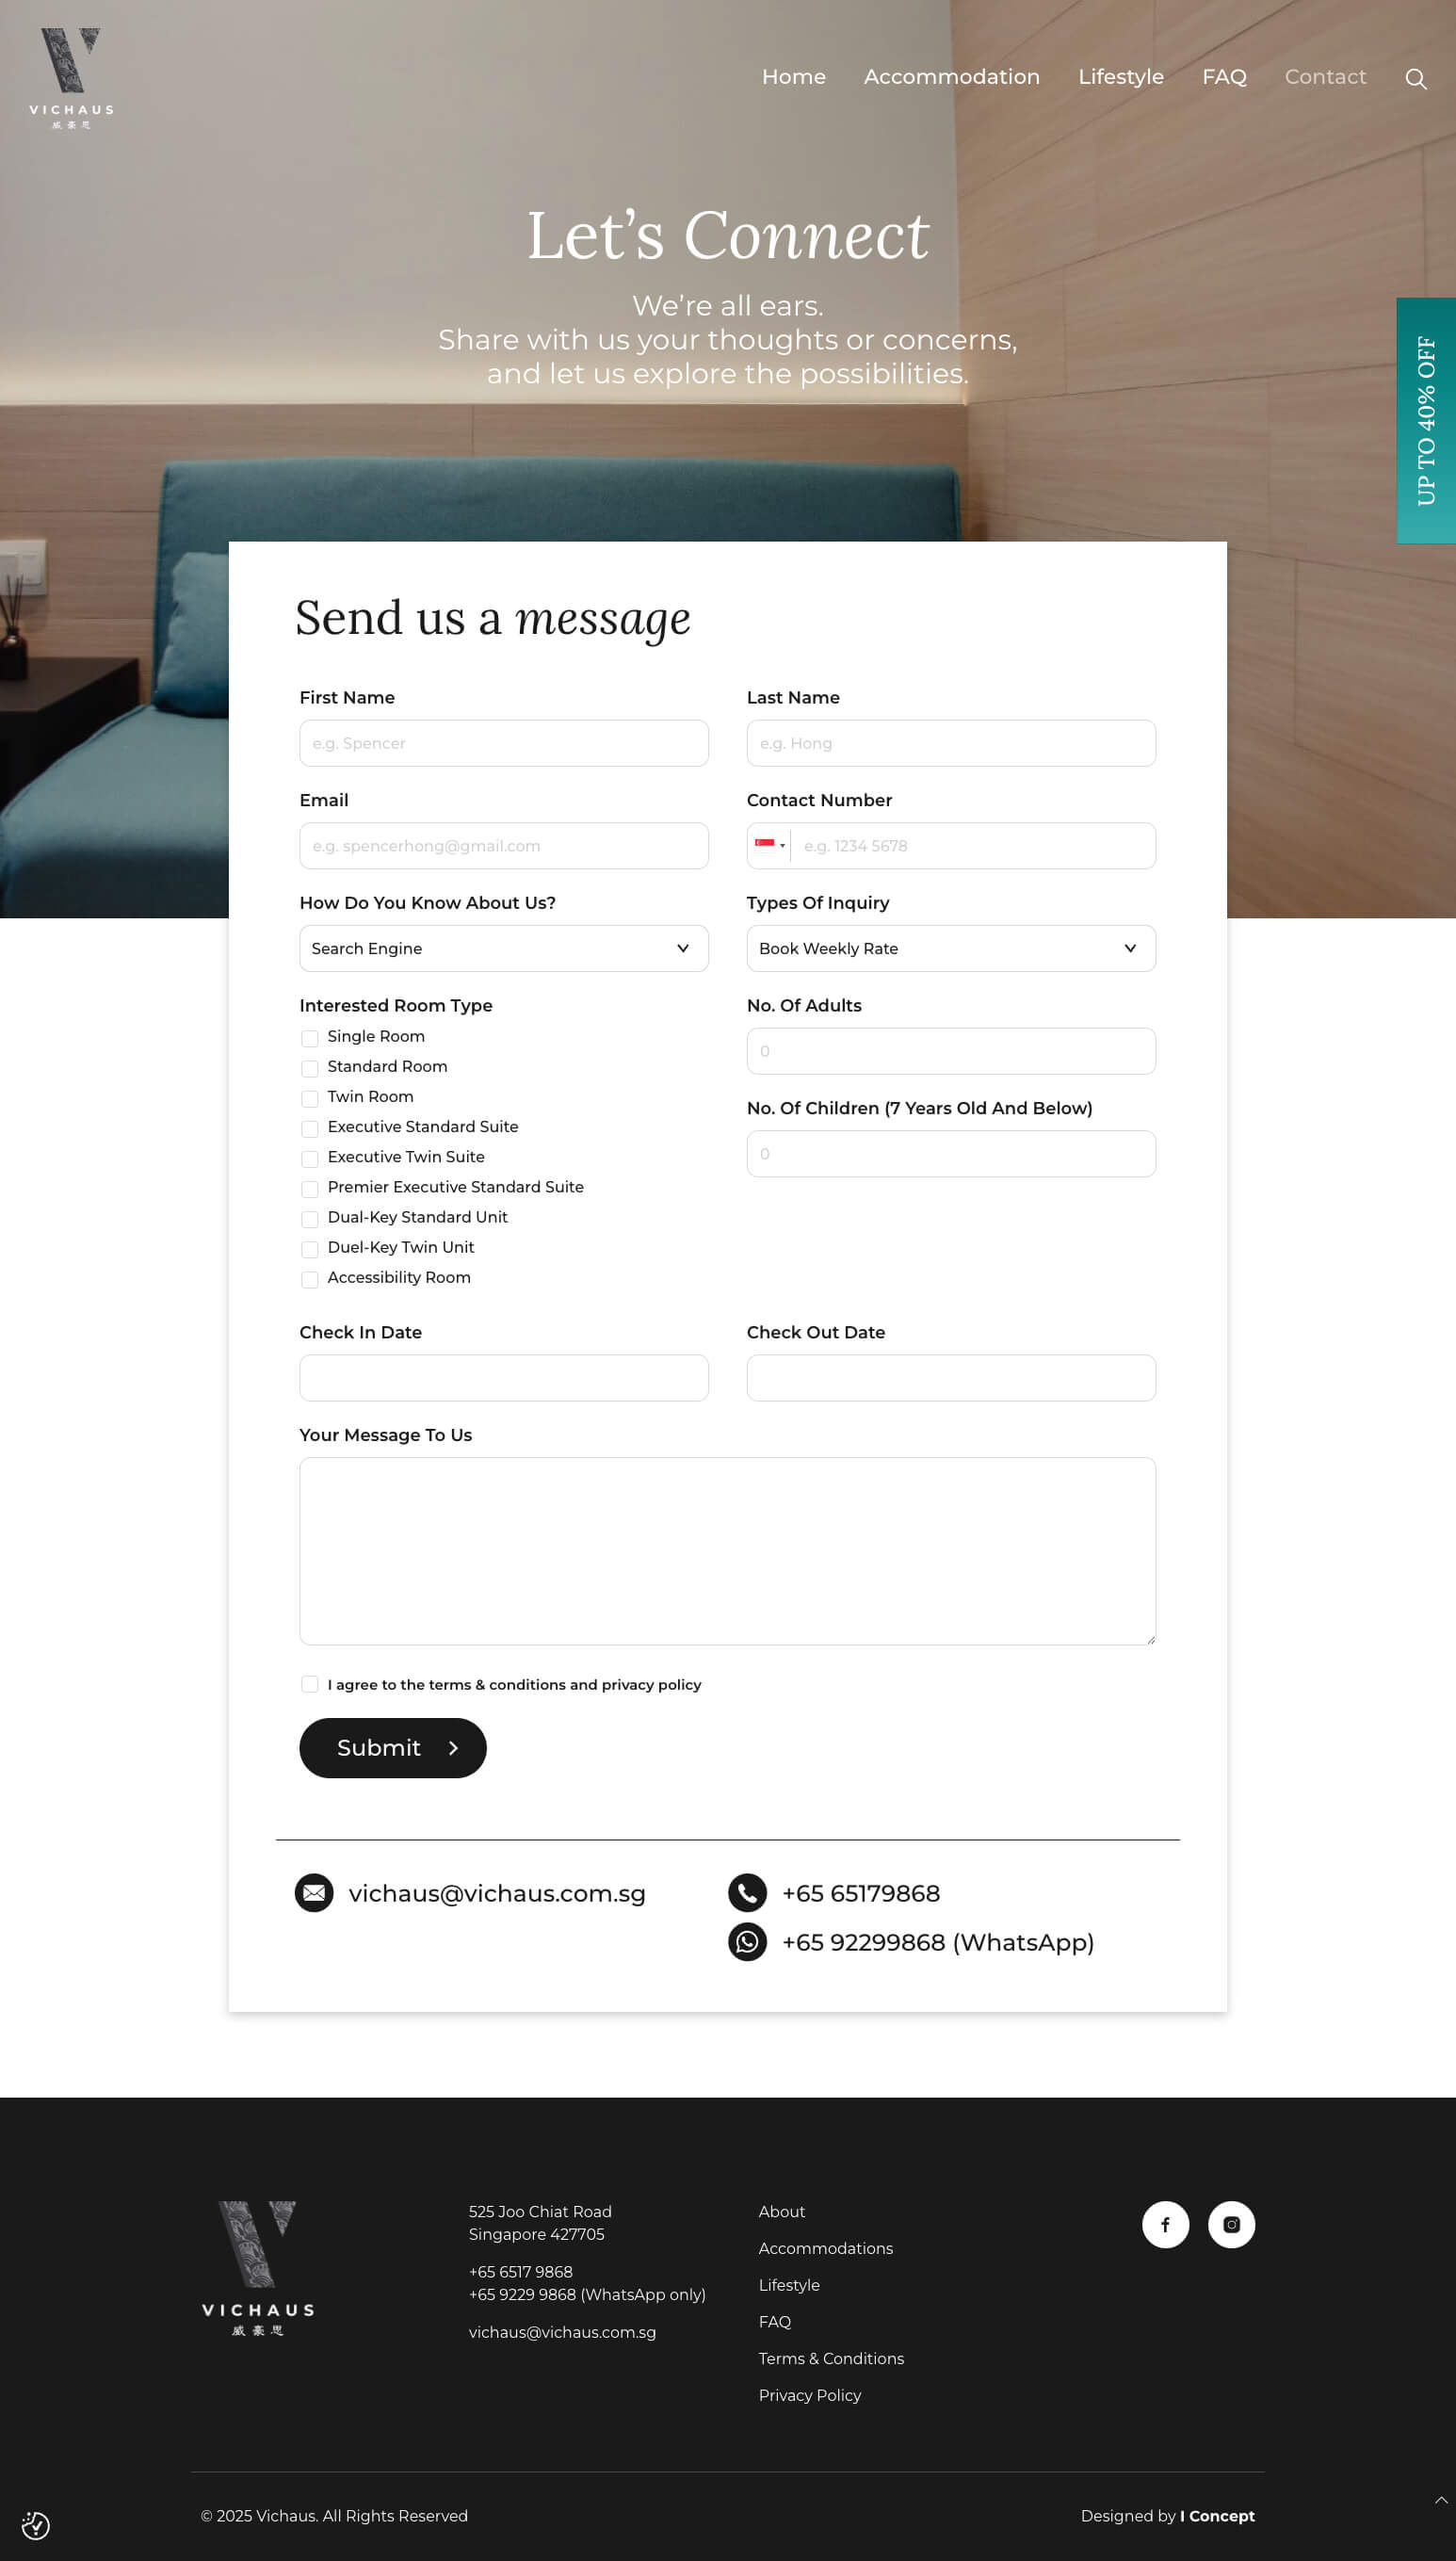 VICHAUS
威豪思
Home Accommodation Lifestyle FAQ Contact
Let’s Connect
We’re all ears.
Share with us your thoughts or concerns,
and let us explore the possibilities.
UP TO 40% OFF
Send us a message
First Name
e.g. Spencer
Last Name
e.g. Hong
Email
e.g. spencerhong@gmail.com
Contact Number
e.g. 1234 5678
How Do You Know About Us?
Search Engine
Types Of Inquiry
Book Weekly Rate
Interested Room Type
Single Room
Standard Room
Twin Room
Executive Standard Suite
Executive Twin Suite
Premier Executive Standard Suite
Dual-Key Standard Unit
Duel-Key Twin Unit
Accessibility Room
No. Of Adults
0
No. Of Children (7 Years Old And Below)
0
Check In Date
Check Out Date
Your Message To Us
I agree to the terms & conditions and privacy policy
Submit
vichaus@vichaus.com.sg
+65 65179868
+65 92299868 (WhatsApp)
VICHAUS
威豪思
525 Joo Chiat Road
Singapore 427705
+65 6517 9868
+65 9229 9868 (WhatsApp only)
vichaus@vichaus.com.sg
About
Accommodations
Lifestyle
FAQ
Terms & Conditions
Privacy Policy
© 2025 Vichaus. All Rights Reserved
Designed by I Concept